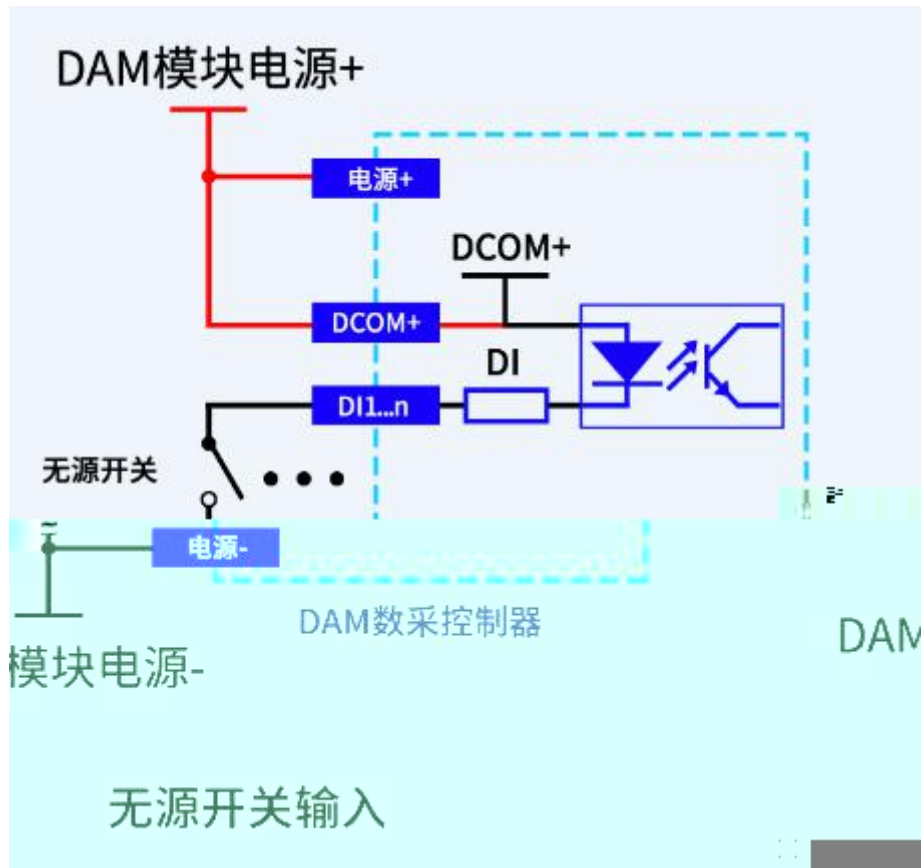 DAM模块电源+
电源+
DCOM+
DCOM+
DI
DI1...n
无源开关
电源-
DAM数采控制器
DAM
模块电源-
无源开关输入